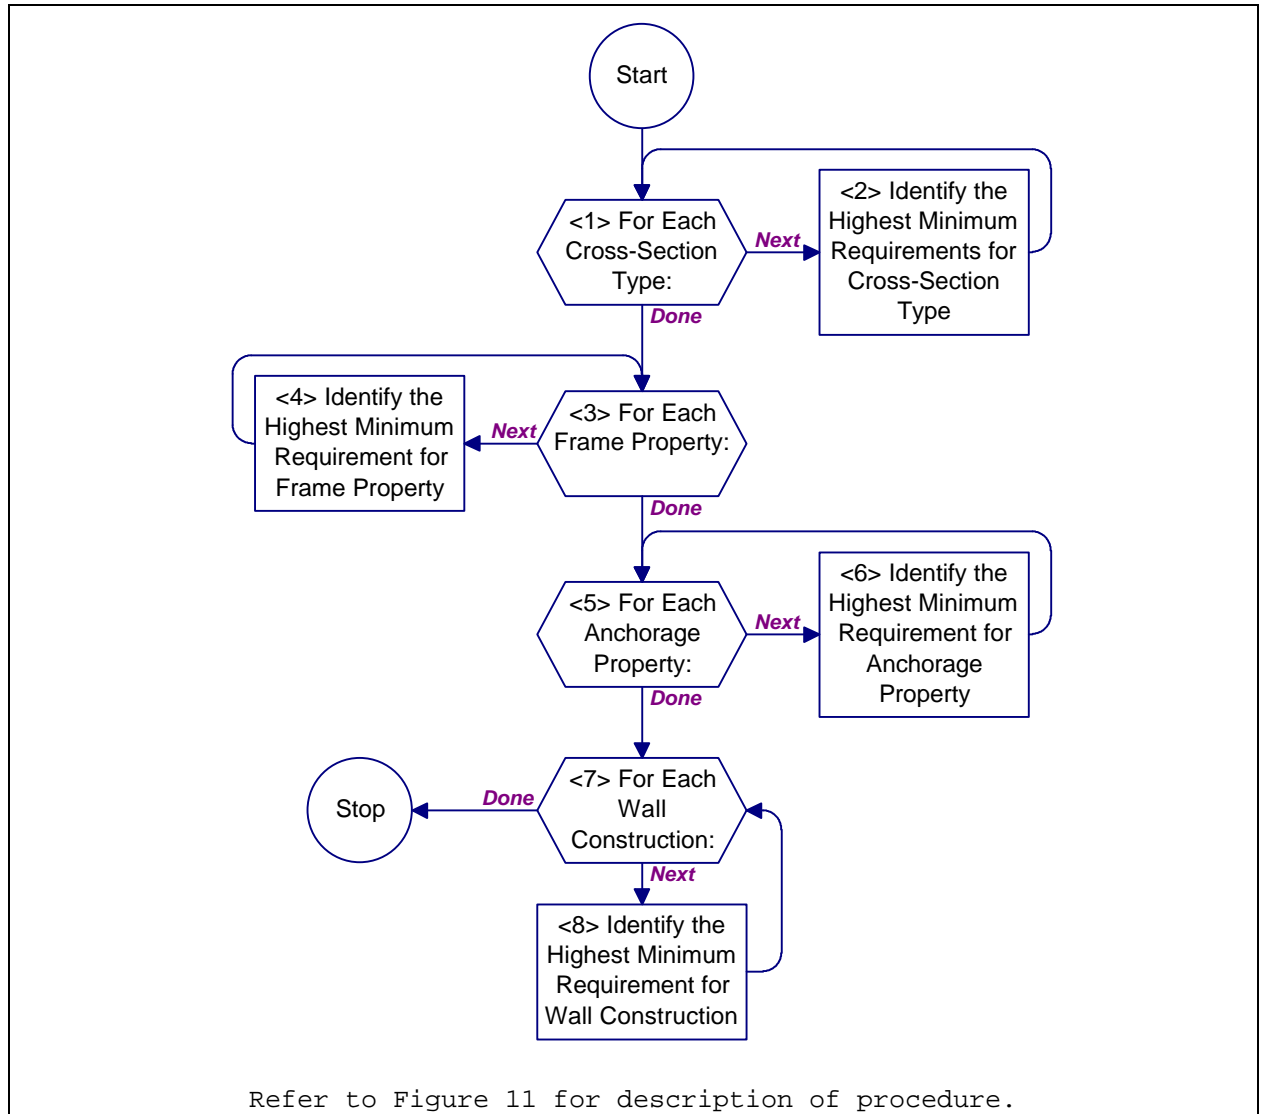 Start
<1> For Each
Cross-Section
Type:
Next
<2> Identify the
Highest Minimum
Requirements for
Cross-Section
Type
Done
<3> For Each
Frame Property:
Next
<4> Identify the
Highest Minimum
Requirement for
Frame Property
Done
<5> For Each
Anchorage
Property:
Next
<6> Identify the
Highest Minimum
Requirement for
Anchorage
Property
Done
<7> For Each
Wall
Construction:
Done
Stop
Next
<8> Identify the
Highest Minimum
Requirement for
Wall Construction
Refer to Figure 11 for description of procedure.